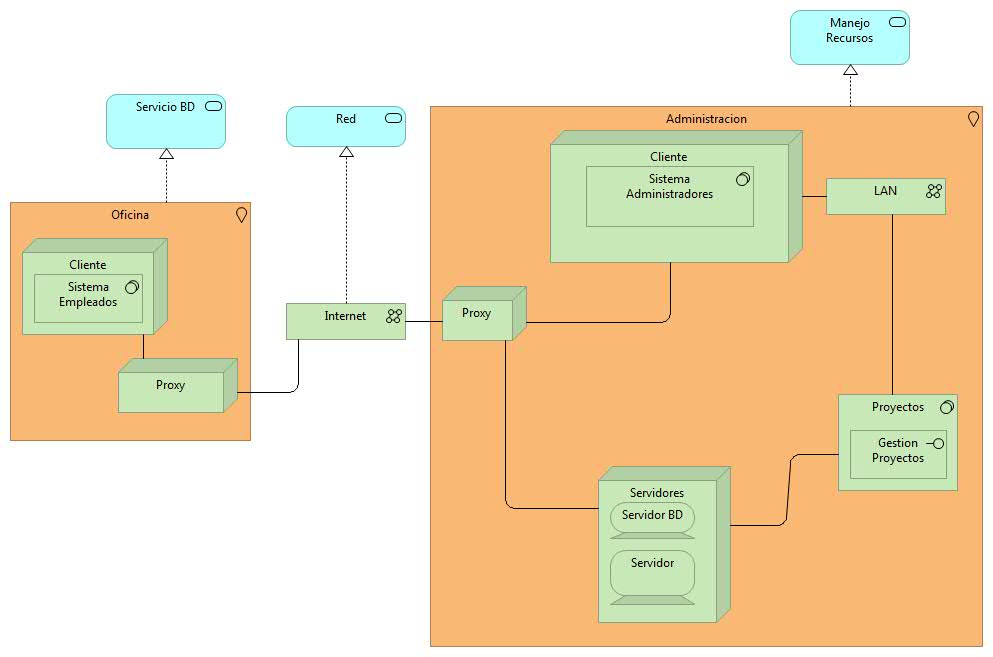 Manejo
Recursos
Servicio BD
Red
Administracion
Cliente
Sistema
Administradores
LAN
Oficina
Cliente
Sistema
Empleados
Internet
Proxy
Proxy
Proyectos
Gestion
Proyectos
Servidores
Servidor BD
Servidor